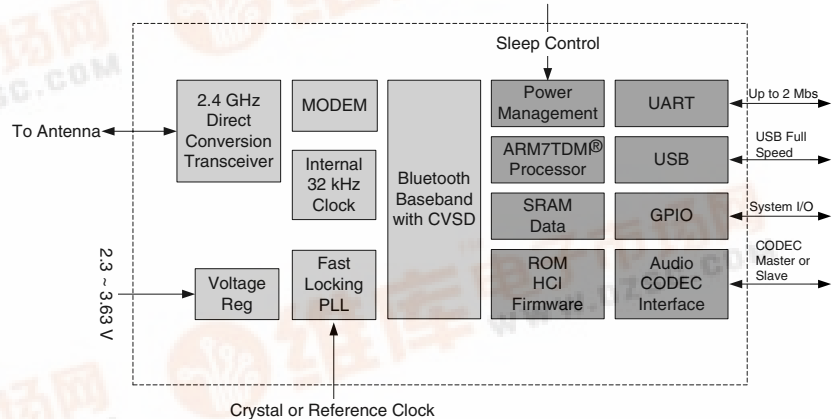 Sleep Control
2.4 GHz
Direct
Conversion
Transceiver
MODEM
Internal
32 kHz
Clock
Bluetooth
Baseband
with CVSD
Power
Management
UART
Up to 2 Mbs
To Antenna
ARM7TDMI®
Processor
USB
USB Full
Speed
SRAM
Data
GPIO
System I/O
2.3 ~ 3.63 V
Voltage
Reg
Fast
Locking
PLL
ROM
HCI
Firmware
Audio
CODEC
Interface
CODEC
Master or
Slave
Crystal or Reference Clock